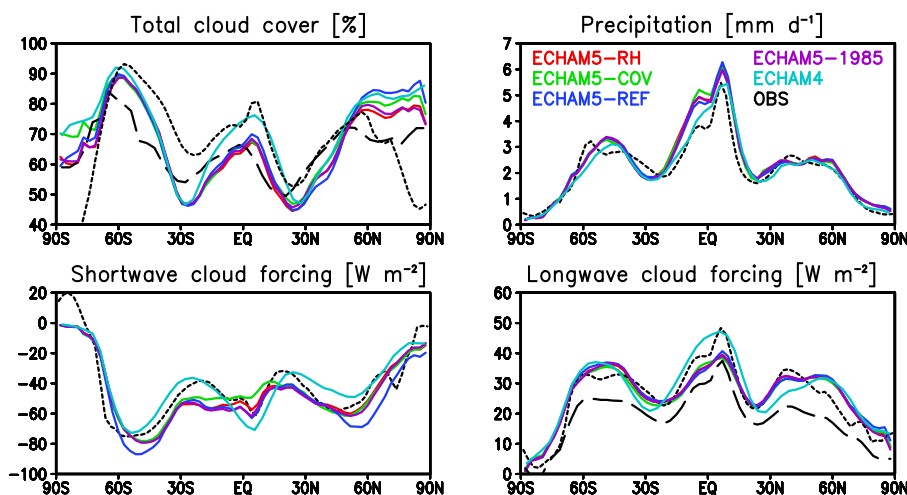 Total cloud cover [%]
100
90
80
70
60
50
40
90S 60S 30S EQ 30N 60N 90N
Precipitation [mm d⁻¹]
7
6
5
4
3
2
1
0
ECHAM5-RH
ECHAM5-COV
ECHAM5-REF
ECHAM5-1985
ECHAM4
OBS
90S 60S 30S EQ 30N 60N 90N
Shortwave cloud forcing [W m⁻²]
20
0
-20
-40
-60
-80
-100
90S 60S 30S EQ 30N 60N 90N
Longwave cloud forcing [W m⁻²]
60
50
40
30
20
10
0
90S 60S 30S EQ 30N 60N 90N